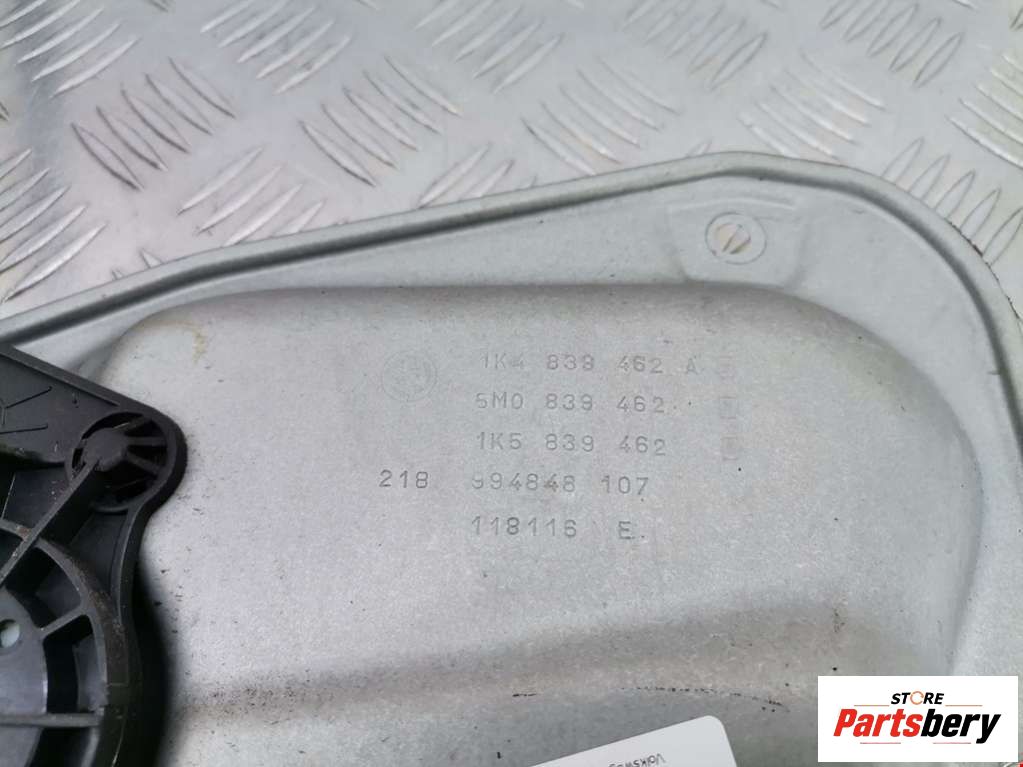 1K4 839 462 A
5M0 839 462
1K5 839 462
218 994848 107
118116 E
STORE
Partsbery